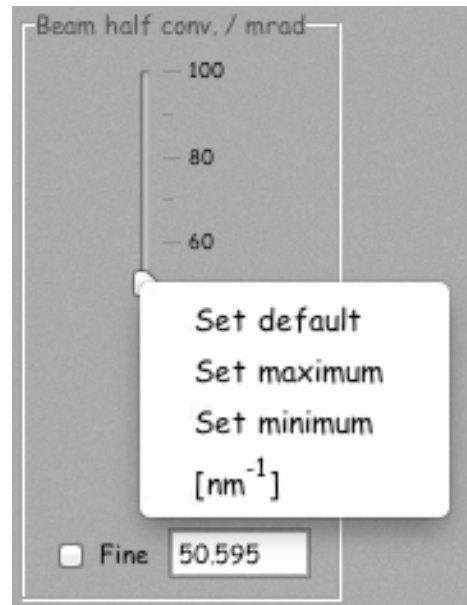 Beam half conv. / mrad
100
80
60
Set default
Set maximum
Set minimum
[nm⁻¹]
Fine 50.595